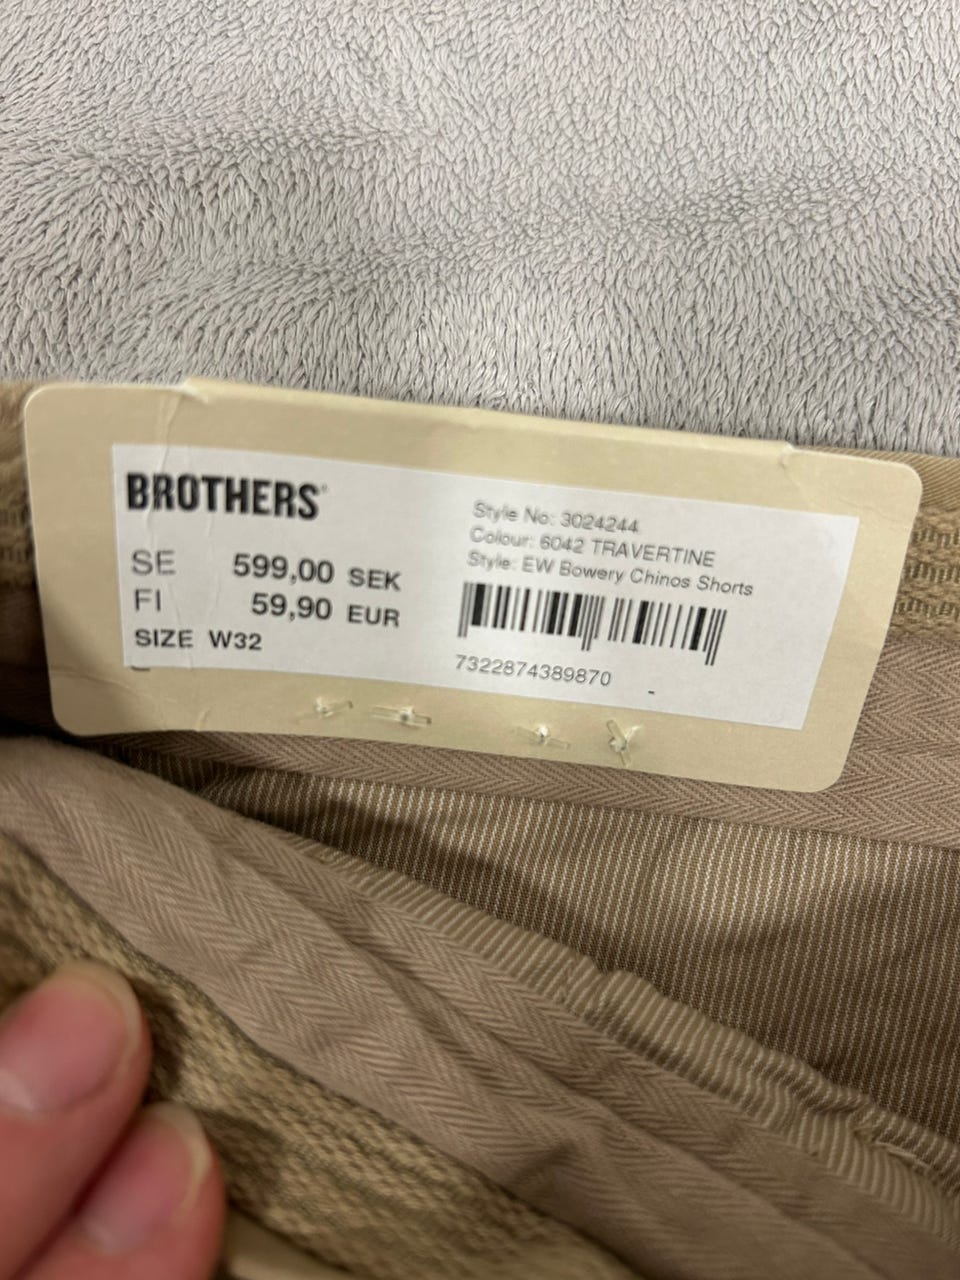 BROTHERS®
SE 599,00 SEK
FI 59,90 EUR
SIZE W32
Style No: 3024244
Colour: 6042 TRAVERTINE
Style: EW Bowery Chinos Shorts
7322874389870
-